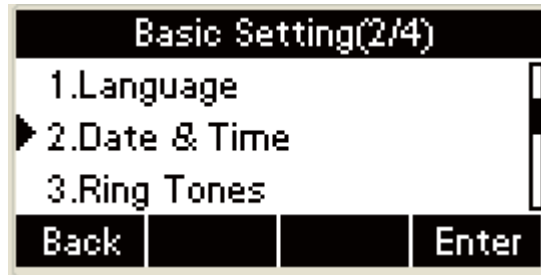 Basic Setting(2/4)
1.Language
2.Date & Time
3.Ring Tones
Back Enter